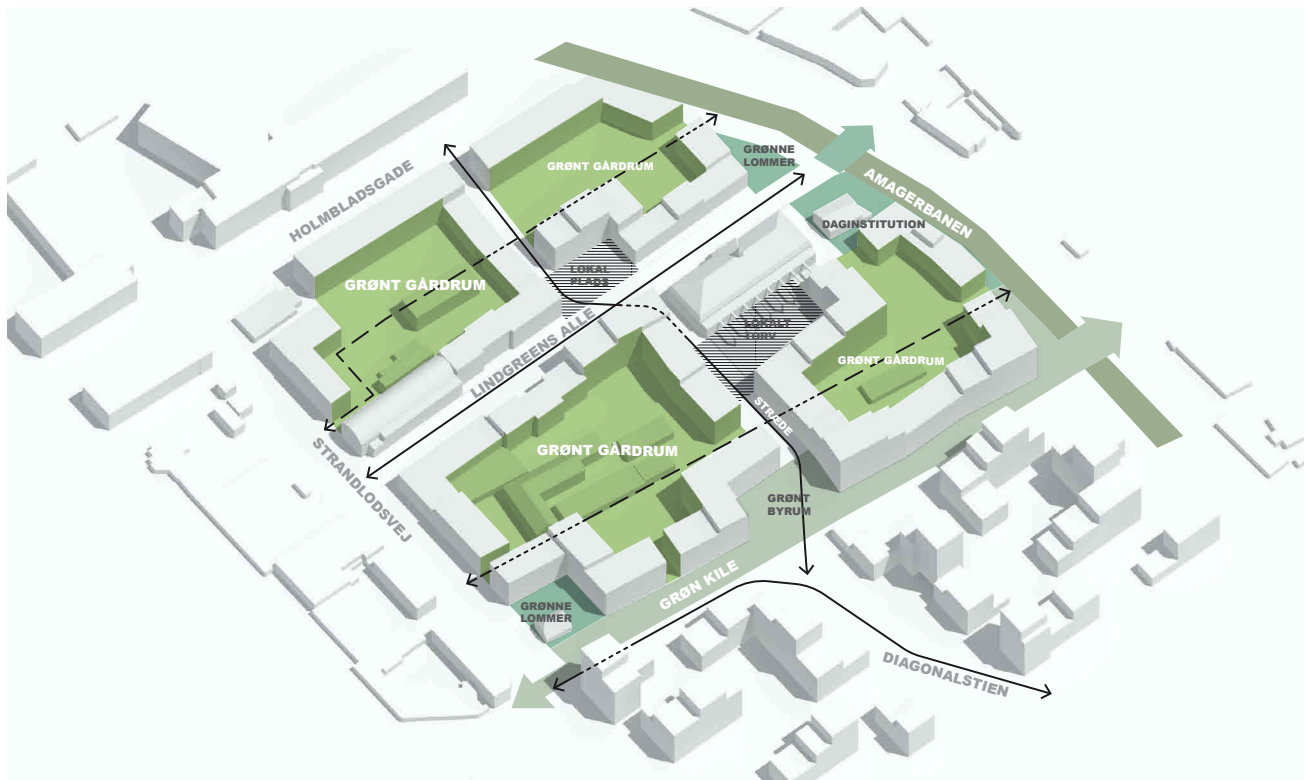 GRØNNE
LOMMER
GRØNT GÅRDRUM
HOLMBLADSGADE
AMAGERBANEN
DAGINSTITUTION
LOKAL
PLADS
GRØNT GÅRDRUM
LOKALT
TORV
LINDGREENS ALLE
GRØNT GÅRDRUM
STRÆDE
GRØNT GÅRDRUM
STRANDLODSVEJ
GRØNT
BYRUM
GRØN KILE
GRØNNE
LOMMER
DIAGONALSTIEN